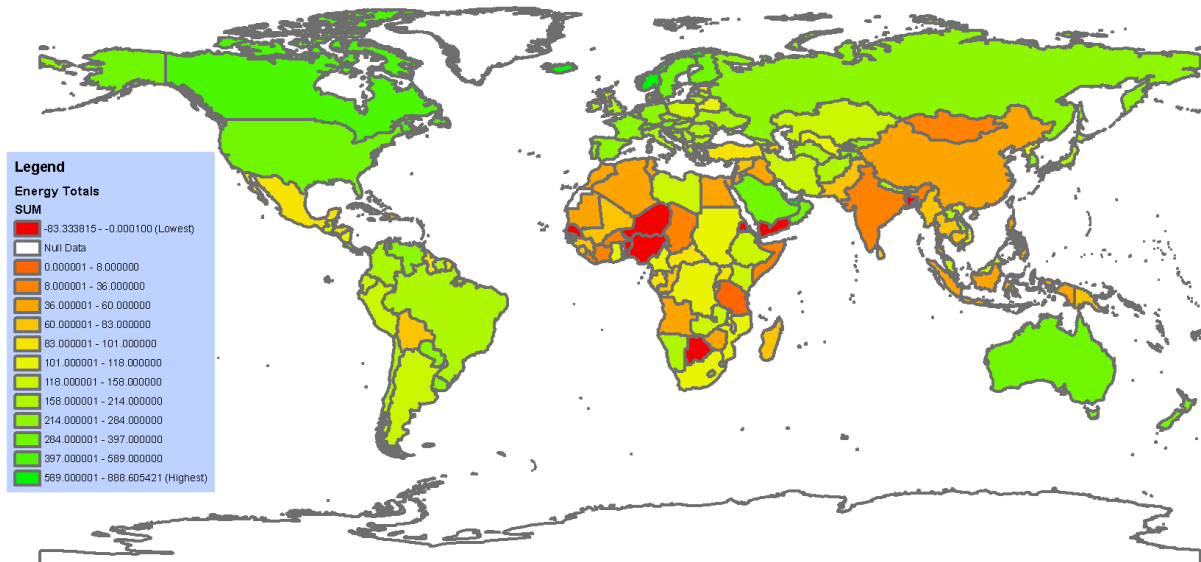 Legend
Energy Totals
SUM
-83.333815 - -0.000100 (Lowest)
Null Data
0.000001 - 8.000000
8.000001 - 36.000000
36.000001 - 60.000000
60.000001 - 83.000000
83.000001 - 101.000000
101.000001 - 118.000000
118.000001 - 158.000000
158.000001 - 214.000000
214.000001 - 284.000000
284.000001 - 397.000000
397.000001 - 589.000000
589.000001 - 888.605421 (Highest)